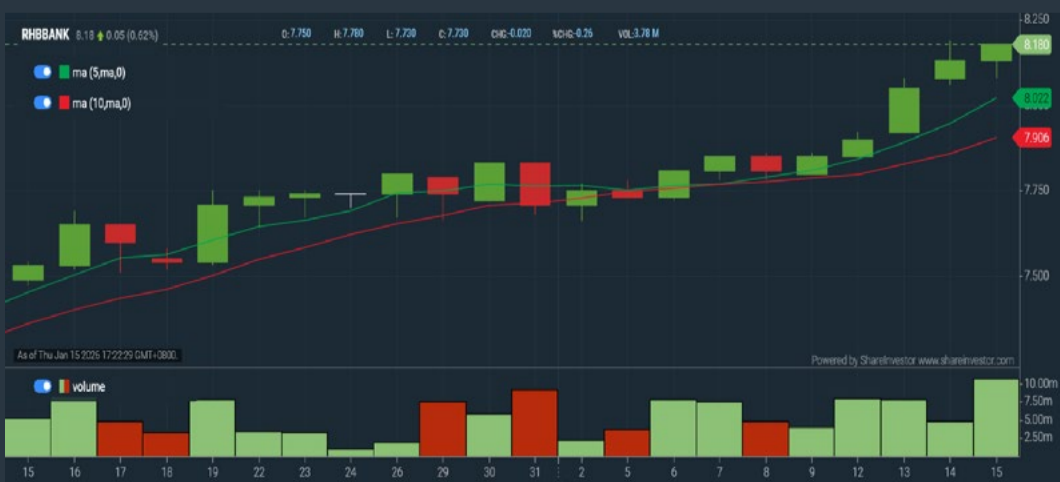 RHBBANK 8.18 0.05 (0.62%) O:7.750 H:7.780 L:7.730 C:7.730 CHG:-0.020 %CHG:-0.26 VOL:3.78 M
ma (5,ma,0)
ma (10,ma,0)
8.250
8.180
8.022
8.000
7.906
7.750
7.500
As of Thu Jan 15 2026 17:22:29 GMT+0800.
Powered by ShareInvestor www.shareinvestor.com
volume
10.00m
7.50m
5.00m
2.50m
15 16 17 18 19 22 23 24 26 29 30 31 2 5 6 7 8 9 12 13 14 15